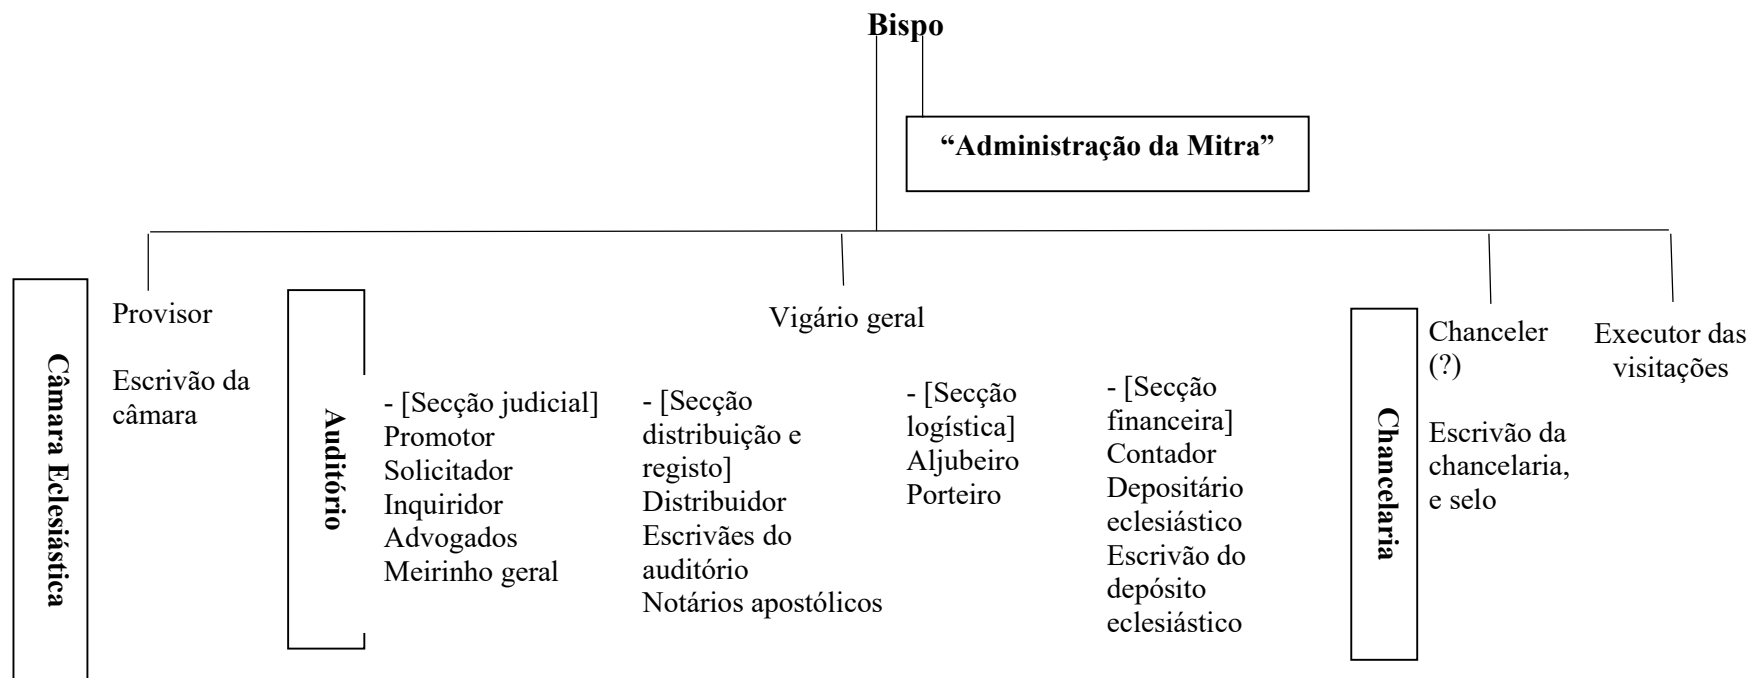 Bispo
“Administração da Mitra”
Câmara Eclesiástica
Provisor
Escrivão da
câmara
Auditório
Vigário geral
- [Secção judicial]
Promotor
Solicitador
Inquiridor
Advogados
Meirinho geral
- [Secção
distribuição e
registo]
Distribuidor
Escrivães do
auditório
Notários apostólicos
- [Secção
logística]
Aljubeiro
Porteiro
- [Secção
financeira]
Contador
Depositário
eclesiástico
Escrivão do
depósito
eclesiástico
Chancelaria
Chanceler
(?)
Escrivão da
chancelaria,
e selo
Executor das
visitações